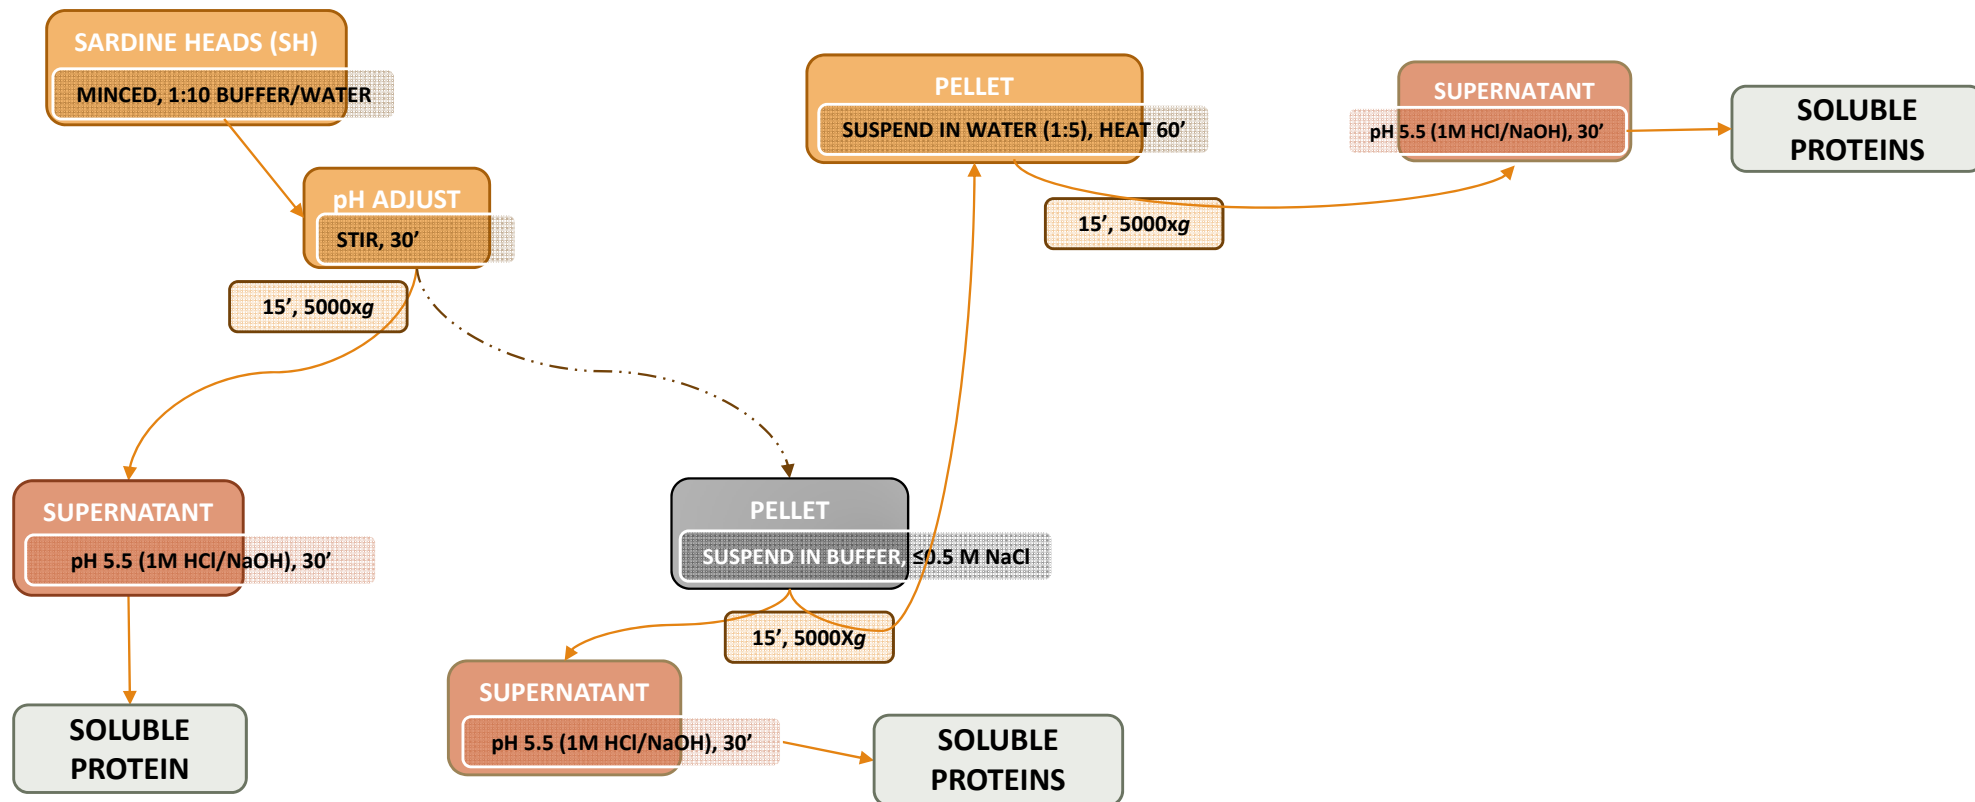 SARDINE HEADS (SH)
MINCED, 1:10 BUFFER/WATER
pH ADJUST
STIR, 30’
15’, 5000xg
SUPERNATANT
pH 5.5 (1M HCl/NaOH), 30’
SOLUBLE
PROTEIN
PELLET
SUSPEND IN BUFFER, ≤0.5 M NaCl
15’, 5000Xg
SUPERNATANT
pH 5.5 (1M HCl/NaOH), 30’
SOLUBLE
PROTEINS
PELLET
SUSPEND IN WATER (1:5), HEAT 60’
15’, 5000xg
SUPERNATANT
pH 5.5 (1M HCl/NaOH), 30’
SOLUBLE
PROTEINS